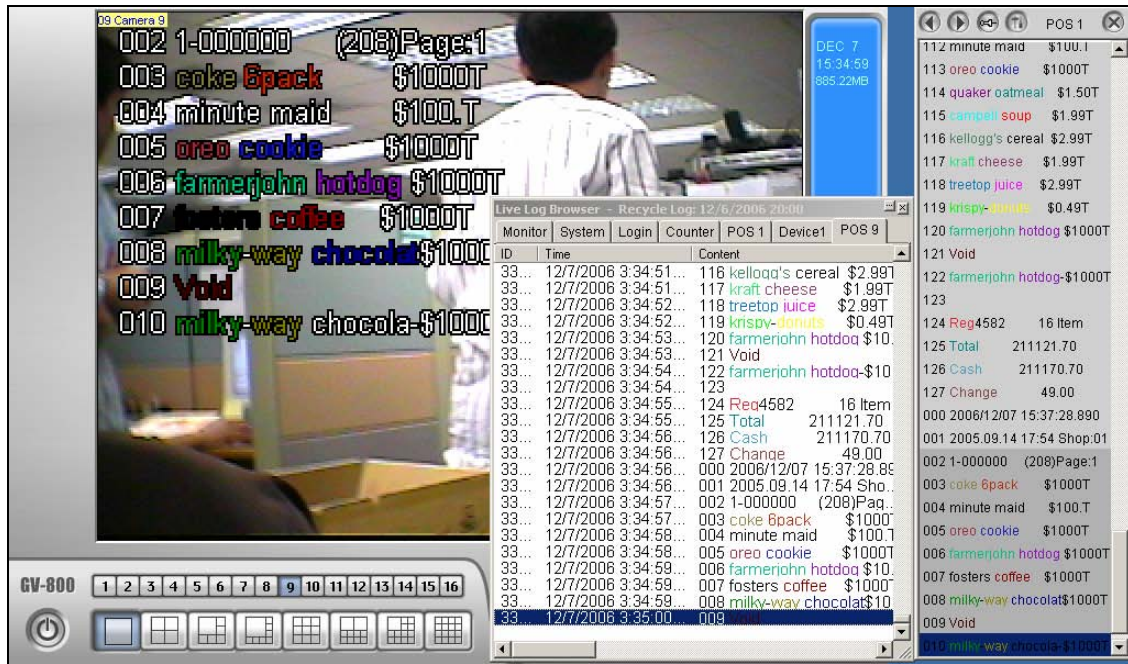 09 Camera 9
002 1-000000 (208)Page:1
003 coke 6pack $1000T
004 minute maid $100.T
005 oreo cookie $1000T
006 farmerjohn hotdog $1000T
007 fosters coffee $1000T
008 milky-way chocolat$1000
009 Void
010 milky-way chocola-$1000
DEC 7
15:34:59
885.22MB
Live Log Browser - Recycle Log: 12/6/2006 20:00
Monitor System Login Counter POS 1 Device1 POS 9
ID Time Content
33... 12/7/2006 3:34:51... 116 kellogg's cereal $2.99T
33... 12/7/2006 3:34:51... 117 kraft cheese $1.99T
33... 12/7/2006 3:34:52... 118 treetop juice $2.99T
33... 12/7/2006 3:34:52... 119 krispy-donuts $0.49T
33... 12/7/2006 3:34:53... 120 farmerjohn hotdog $10.
33... 12/7/2006 3:34:54... 121 Void
33... 12/7/2006 3:34:54... 122 farmerjohn hotdog-$10
33... 12/7/2006 3:34:54... 123
33... 12/7/2006 3:34:55... 124 Reg4582 16 Item
33... 12/7/2006 3:34:55... 125 Total 211121.70
33... 12/7/2006 3:34:56... 126 Cash 211170.70
33... 12/7/2006 3:34:56... 127 Change 49.00
33... 12/7/2006 3:34:56... 000 2006/12/07 15:37:28.89
33... 12/7/2006 3:34:56... 001 2005.09.14 17:54 Sho...
33... 12/7/2006 3:34:57... 002 1-000000 (208)Pag...
33... 12/7/2006 3:34:57... 003 coke 6pack $1000T
33... 12/7/2006 3:34:58... 004 minute maid $100.T
33... 12/7/2006 3:34:58... 005 oreo cookie $1000T
33... 12/7/2006 3:34:59... 006 farmerjohn hotdog $100
33... 12/7/2006 3:34:59... 007 fosters coffee $1000T
33... 12/7/2006 3:34:59... 008 milky-way chocolat$10
33... 12/7/2006 3:35:00... 009 Void
POS 1
112 minute maid $100.T
113 oreo cookie $1000T
114 quaker oatmeal $1.50T
115 campell soup $1.99T
116 kellogg's cereal $2.99T
117 kraft cheese $1.99T
118 treetop juice $2.99T
119 krispy-donuts $0.49T
120 farmerjohn hotdog $1000T
121 Void
122 farmerjohn hotdog-$1000T
123
124 Reg4582 16 Item
125 Total 211121.70
126 Cash 211170.70
127 Change 49.00
000 2006/12/07 15:37:28.890
001 2005.09.14 17:54 Shop:01
002 1-000000 (208)Page:1
003 coke 6pack $1000T
004 minute maid $100.T
005 oreo cookie $1000T
006 farmerjohn hotdog $1000T
007 fosters coffee $1000T
008 milky-way chocolat$1000T
009 Void
010 milky-way chocola-$1000T
GV-800
1 2 3 4 5 6 7 8 9 10 11 12 13 14 15 16